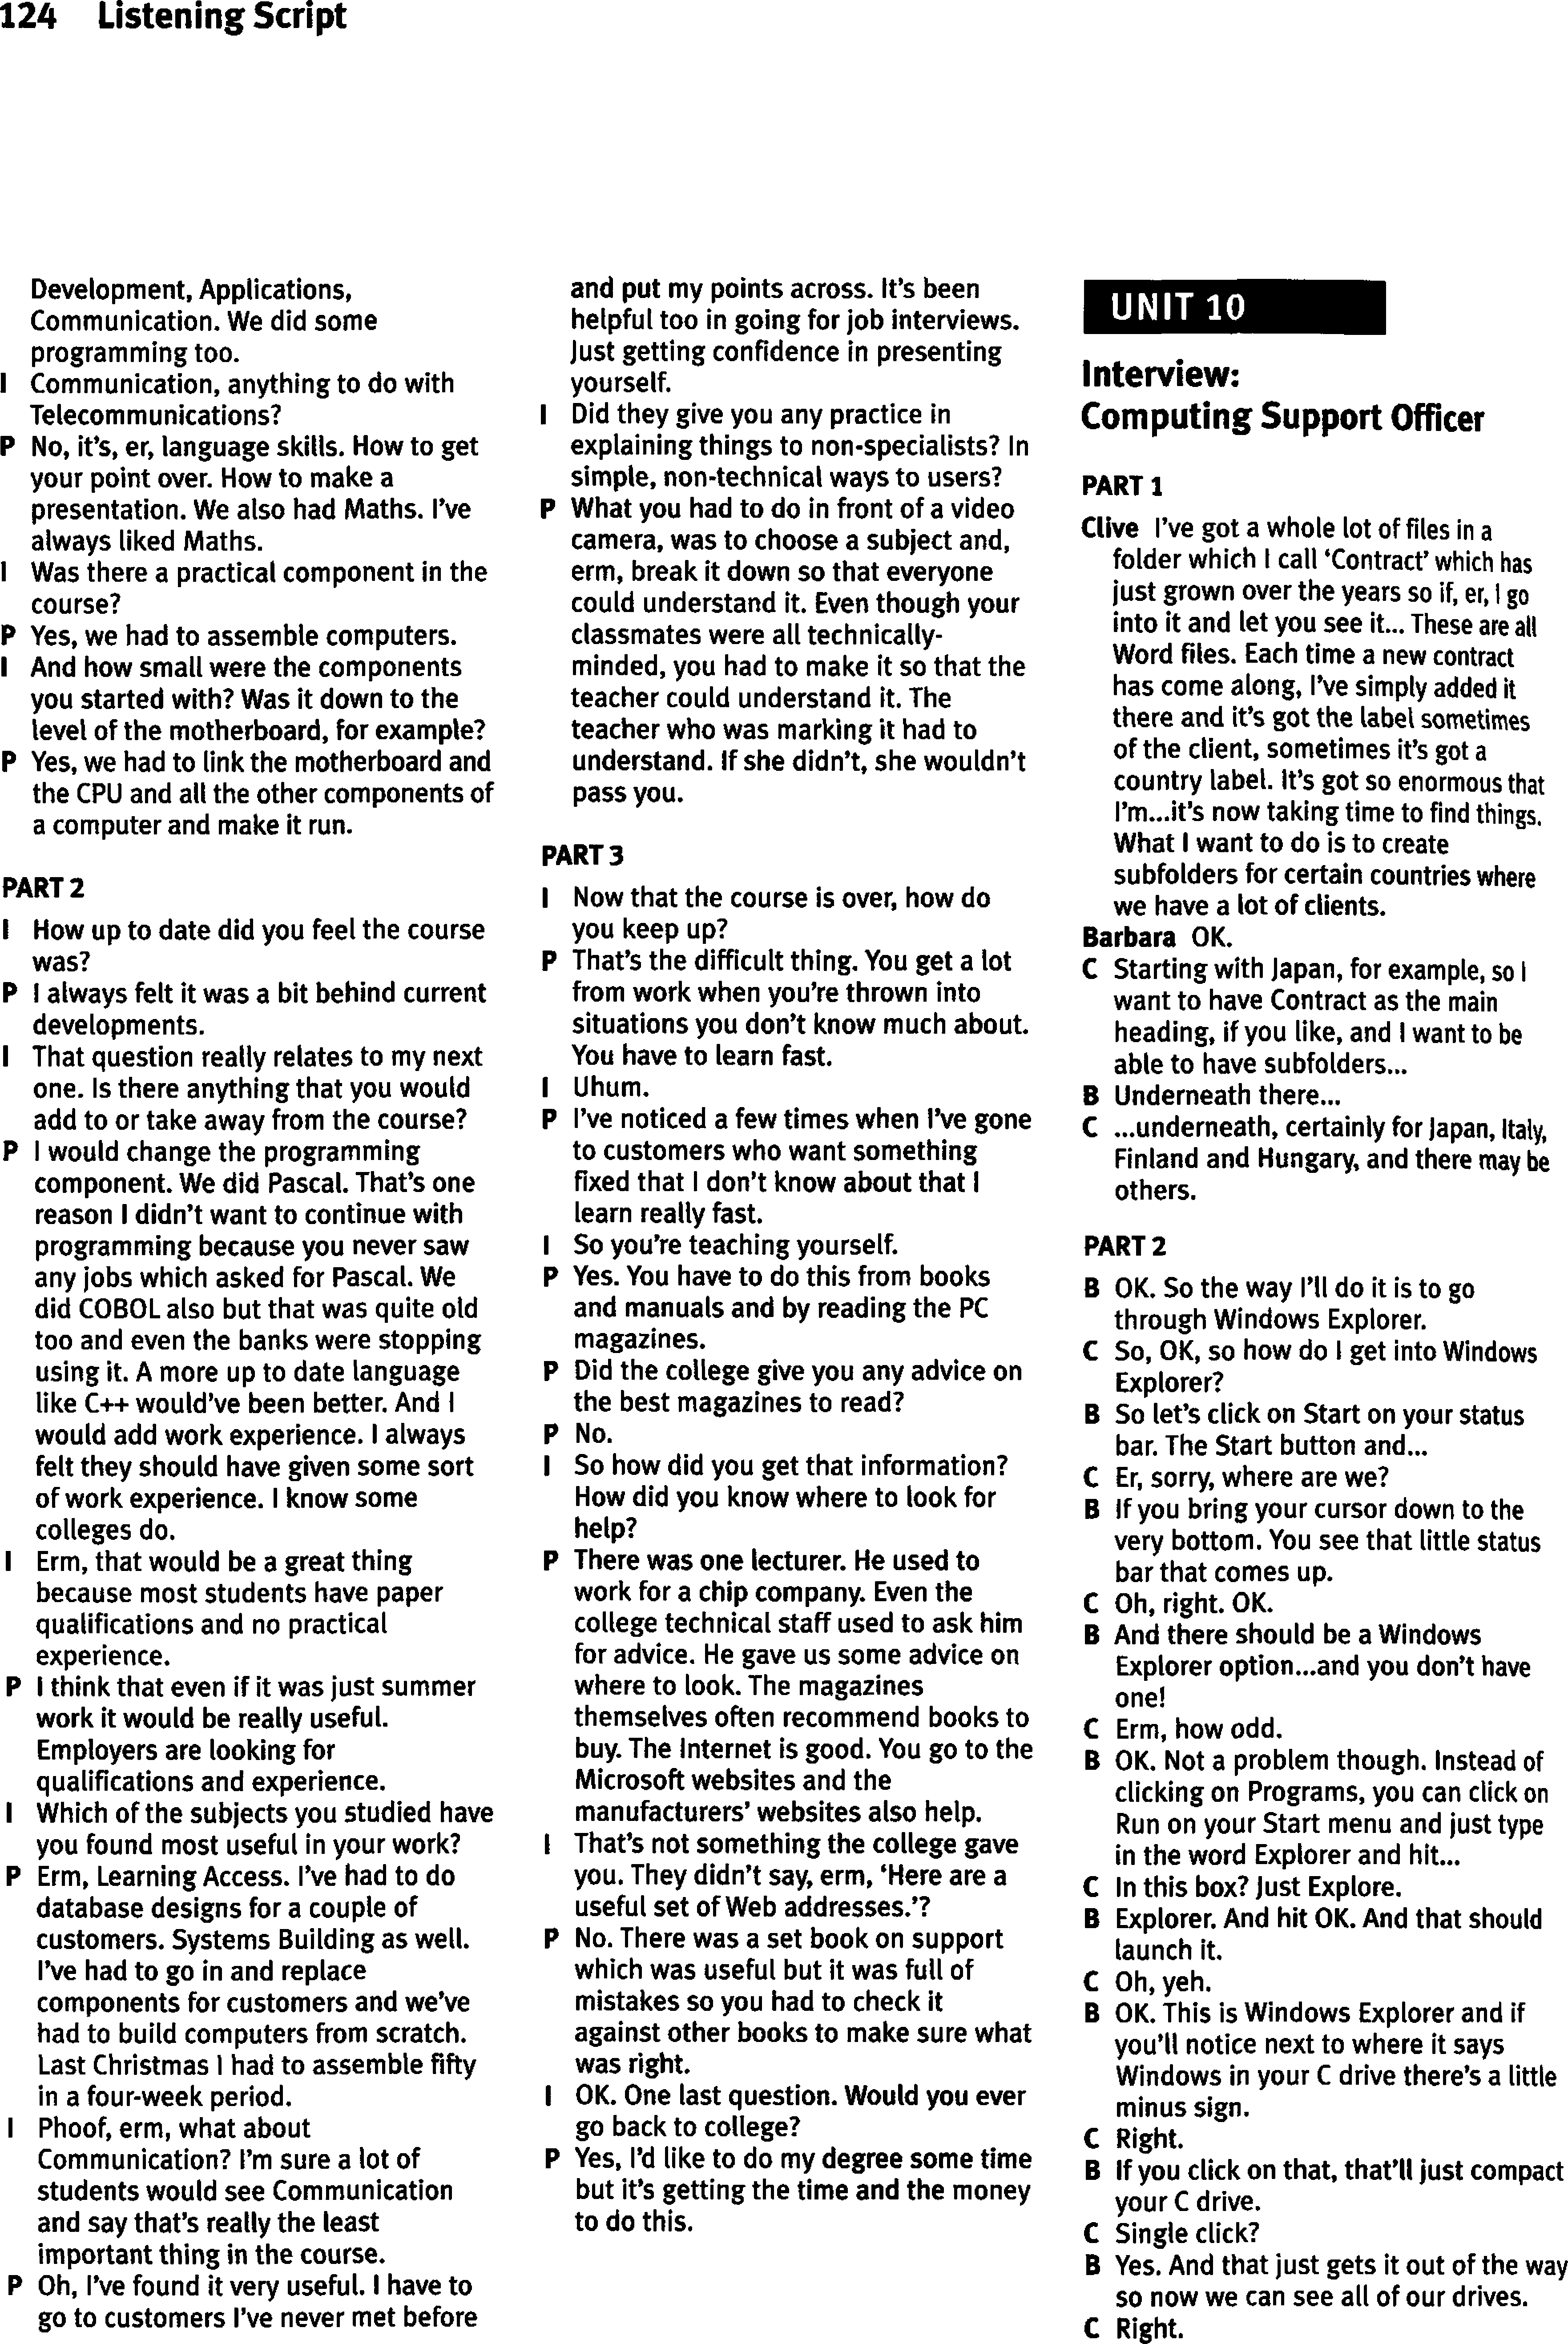 124 Listening Script
Development, Applications,
Communication. We did some
programming too.
I Communication, anything to do with
Telecommunications?
P No, it's, er, language skills. How to get
your point over. How to make a
presentation. We also had Maths. I've
always liked Maths.
I Was there a practical component in the
course?
P Yes, we had to assemble computers.
I And how small were the components
you started with? Was it down to the
level of the motherboard, for example?
P Yes, we had to link the motherboard and
the CPU and all the other components of
a computer and make it run.
PART 2
I How up to date did you feel the course
was?
P I always felt it was a bit behind current
developments.
I That question really relates to my next
one. Is there anything that you would
add to or take away from the course?
P I would change the programming
component. We did Pascal. That's one
reason I didn't want to continue with
programming because you never saw
any jobs which asked for Pascal. We
did COBOL also but that was quite old
too and even the banks were stopping
using it. A more up to date language
like C++ would've been better. And I
would add work experience. I always
felt they should have given some sort
of work experience. I know some
colleges do.
I Erm, that would be a great thing
because most students have paper
qualifications and no practical
experience.
P I think that even if it was just summer
work it would be really useful.
Employers are looking for
qualifications and experience.
I Which of the subjects you studied have
you found most useful in your work?
P Erm, Learning Access. I've had to do
database designs for a couple of
customers. Systems Building as well.
I've had to go in and replace
components for customers and we've
had to build computers from scratch.
Last Christmas I had to assemble fifty
in a four-week period.
I Phoof, erm, what about
Communication? I'm sure a lot of
students would see Communication
and say that's really the least
important thing in the course.
P Oh, I've found it very useful. I have to
go to customers I've never met before
and put my points across. It's been
helpful too in going for job interviews.
Just getting confidence in presenting
yourself.
I Did they give you any practice in
explaining things to non-specialists? In
simple, non-technical ways to users?
P What you had to do in front of a video
camera, was to choose a subject and,
erm, break it down so that everyone
could understand it. Even though your
classmates were all technically-
minded, you had to make it so that the
teacher could understand it. The
teacher who was marking it had to
understand. If she didn't, she wouldn't
pass you.
PART 3
I Now that the course is over, how do
you keep up?
P That's the difficult thing. You get a lot
from work when you're thrown into
situations you don't know much about.
You have to learn fast.
I Uhum.
P I've noticed a few times when I've gone
to customers who want something
fixed that I don't know about that I
learn really fast.
I So you're teaching yourself.
P Yes. You have to do this from books
and manuals and by reading the PC
magazines.
P Did the college give you any advice on
the best magazines to read?
P No.
I So how did you get that information?
How did you know where to look for
help?
P There was one lecturer. He used to
work for a chip company. Even the
college technical staff used to ask him
for advice. He gave us some advice on
where to look. The magazines
themselves often recommend books to
buy. The Internet is good. You go to the
Microsoft websites and the
manufacturers' websites also help.
I That's not something the college gave
you. They didn't say, erm, 'Here are a
useful set of Web addresses.'?
P No. There was a set book on support
which was useful but it was full of
mistakes so you had to check it
against other books to make sure what
was right.
I OK. One last question. Would you ever
go back to college?
P Yes, I'd like to do my degree some time
but it's getting the time and the money
to do this.
UNIT 10
Interview:
Computing Support Officer
PART 1
Clive I've got a whole lot of files in a
folder which I call 'Contract' which has
just grown over the years so if, er, I go
into it and let you see it... These are all
Word files. Each time a new contract
has come along, I've simply added it
there and it's got the label sometimes
of the client, sometimes it's got a
country label. It's got so enormous that
I'm...it's now taking time to find things.
What I want to do is to create
subfolders for certain countries where
we have a lot of clients.
Barbara OK.
C Starting with Japan, for example, so I
want to have Contract as the main
heading, if you like, and I want to be
able to have subfolders...
B Underneath there...
C ...underneath, certainly for Japan, Italy,
Finland and Hungary, and there may be
others.
PART 2
B OK. So the way I'll do it is to go
through Windows Explorer.
C So, OK, so how do I get into Windows
Explorer?
B So let's click on Start on your status
bar. The Start button and...
C Er, sorry, where are we?
B If you bring your cursor down to the
very bottom. You see that little status
bar that comes up.
C Oh, right. OK.
B And there should be a Windows
Explorer option...and you don't have
one!
C Erm, how odd.
B OK. Not a problem though. Instead of
clicking on Programs, you can click on
Run on your Start menu and just type
in the word Explorer and hit...
C In this box? Just Explore.
B Explorer. And hit OK. And that should
launch it.
C Oh, yeh.
B OK. This is Windows Explorer and if
you'll notice next to where it says
Windows in your C drive there's a little
minus sign.
C Right.
B If you click on that, that'll just compact
your C drive.
C Single click?
B Yes. And that just gets it out of the way
so now we can see all of our drives.
C Right.